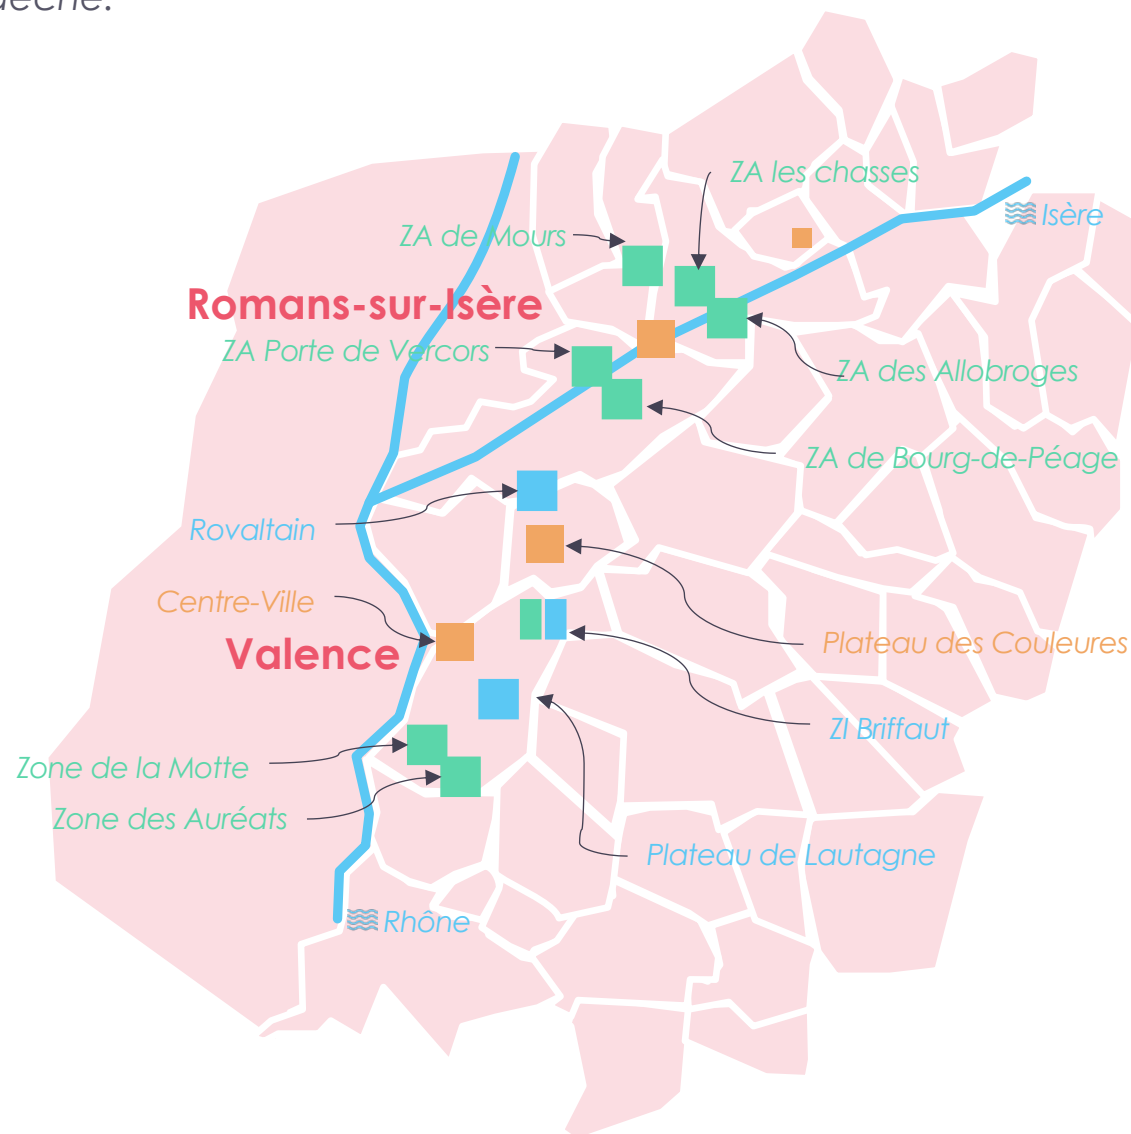 ZA les chasses
Isère
ZA de Mours
Romans-sur-Isère
ZA Porte de Vercors
ZA des Allobroges
ZA de Bourg-de-Péage
Rovaltain
Centre-Ville
Plateau des Couleures
Valence
ZI Briffaut
Zone de la Motte
Zone des Auréats
Plateau de Lautagne
Rhône